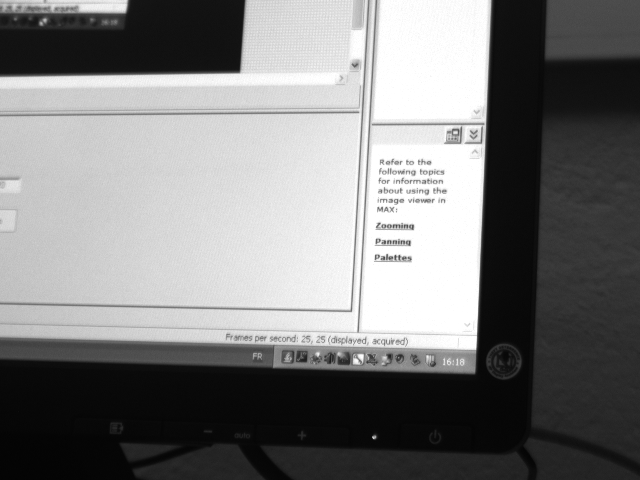 Refer to the
following topics
for information
about using the
image viewer in
MAX:
Zooming
Panning
Palettes
Frames per second: 25, 25 (displayed, acquired)
FR
16:18
auto